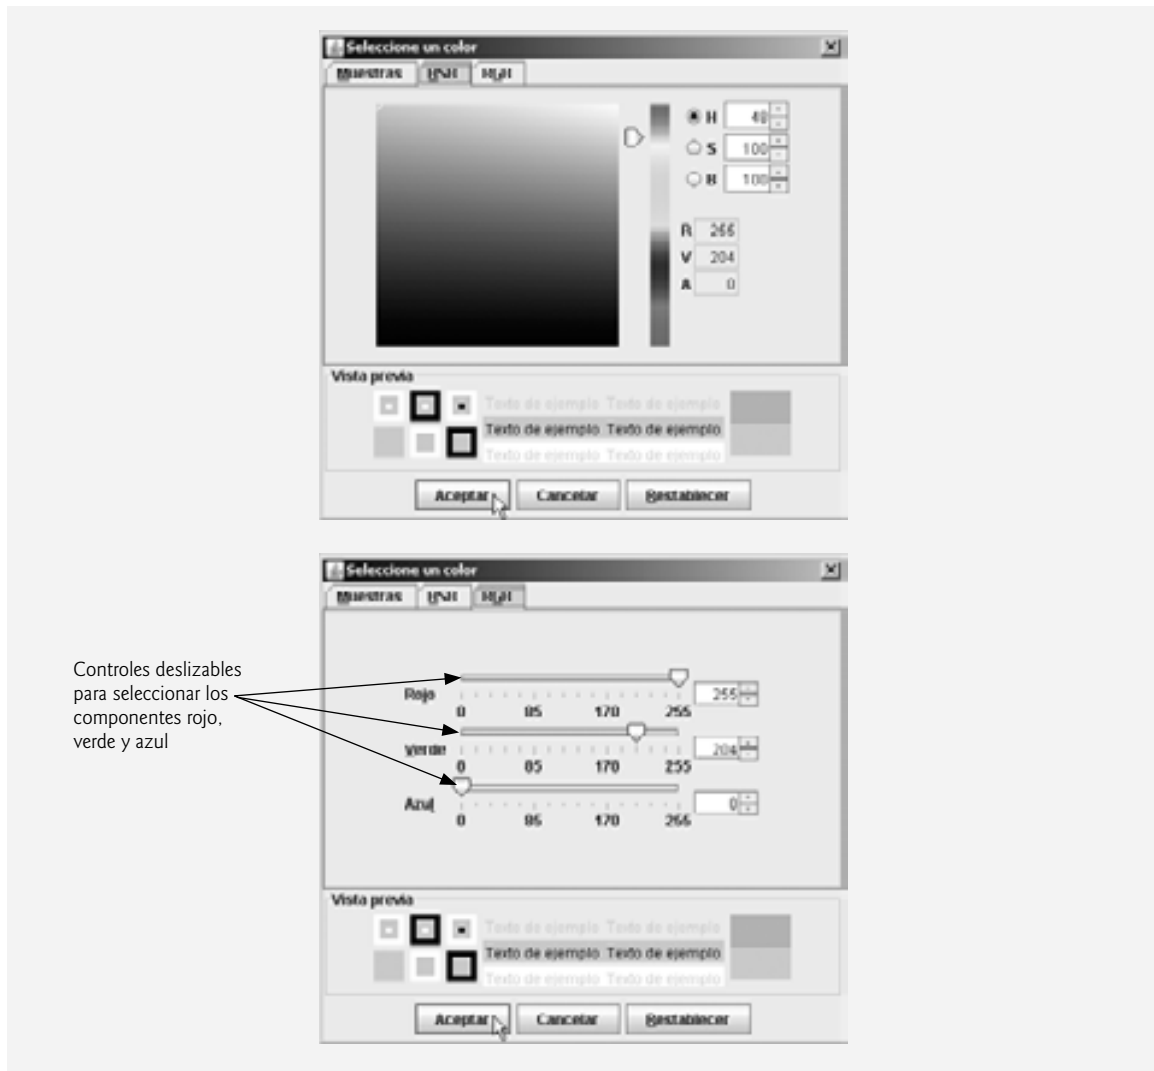 Seleccione un color
Muestras HSB RGB
H 48
S 100
B 100
R 255
V 204
A 0
Vista previa
Texto de ejemplo Texto de ejemplo
Texto de ejemplo Texto de ejemplo
Texto de ejemplo Texto de ejemplo
Aceptar Cancelar Restablecer
Seleccione un color
Muestras HSB RGB
Controles deslizables
para seleccionar los
componentes rojo,
verde y azul
Rojo 255
0 85 170 255
Verde 204
0 85 170 255
Azul 0
0 85 170 255
Vista previa
Texto de ejemplo Texto de ejemplo
Texto de ejemplo Texto de ejemplo
Texto de ejemplo Texto de ejemplo
Aceptar Cancelar Restablecer